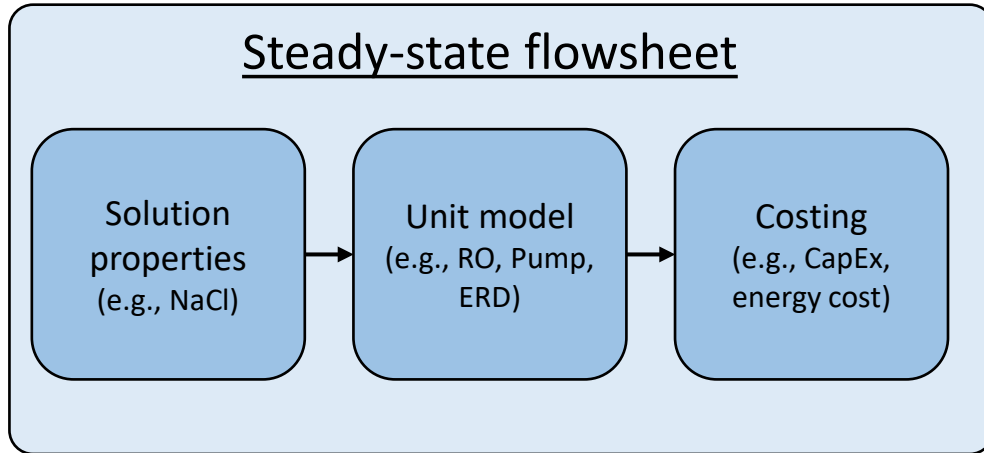 Steady-state flowsheet
Solution
properties
(e.g., NaCl)
Unit model
(e.g., RO, Pump,
ERD)
Costing
(e.g., CapEx,
energy cost)